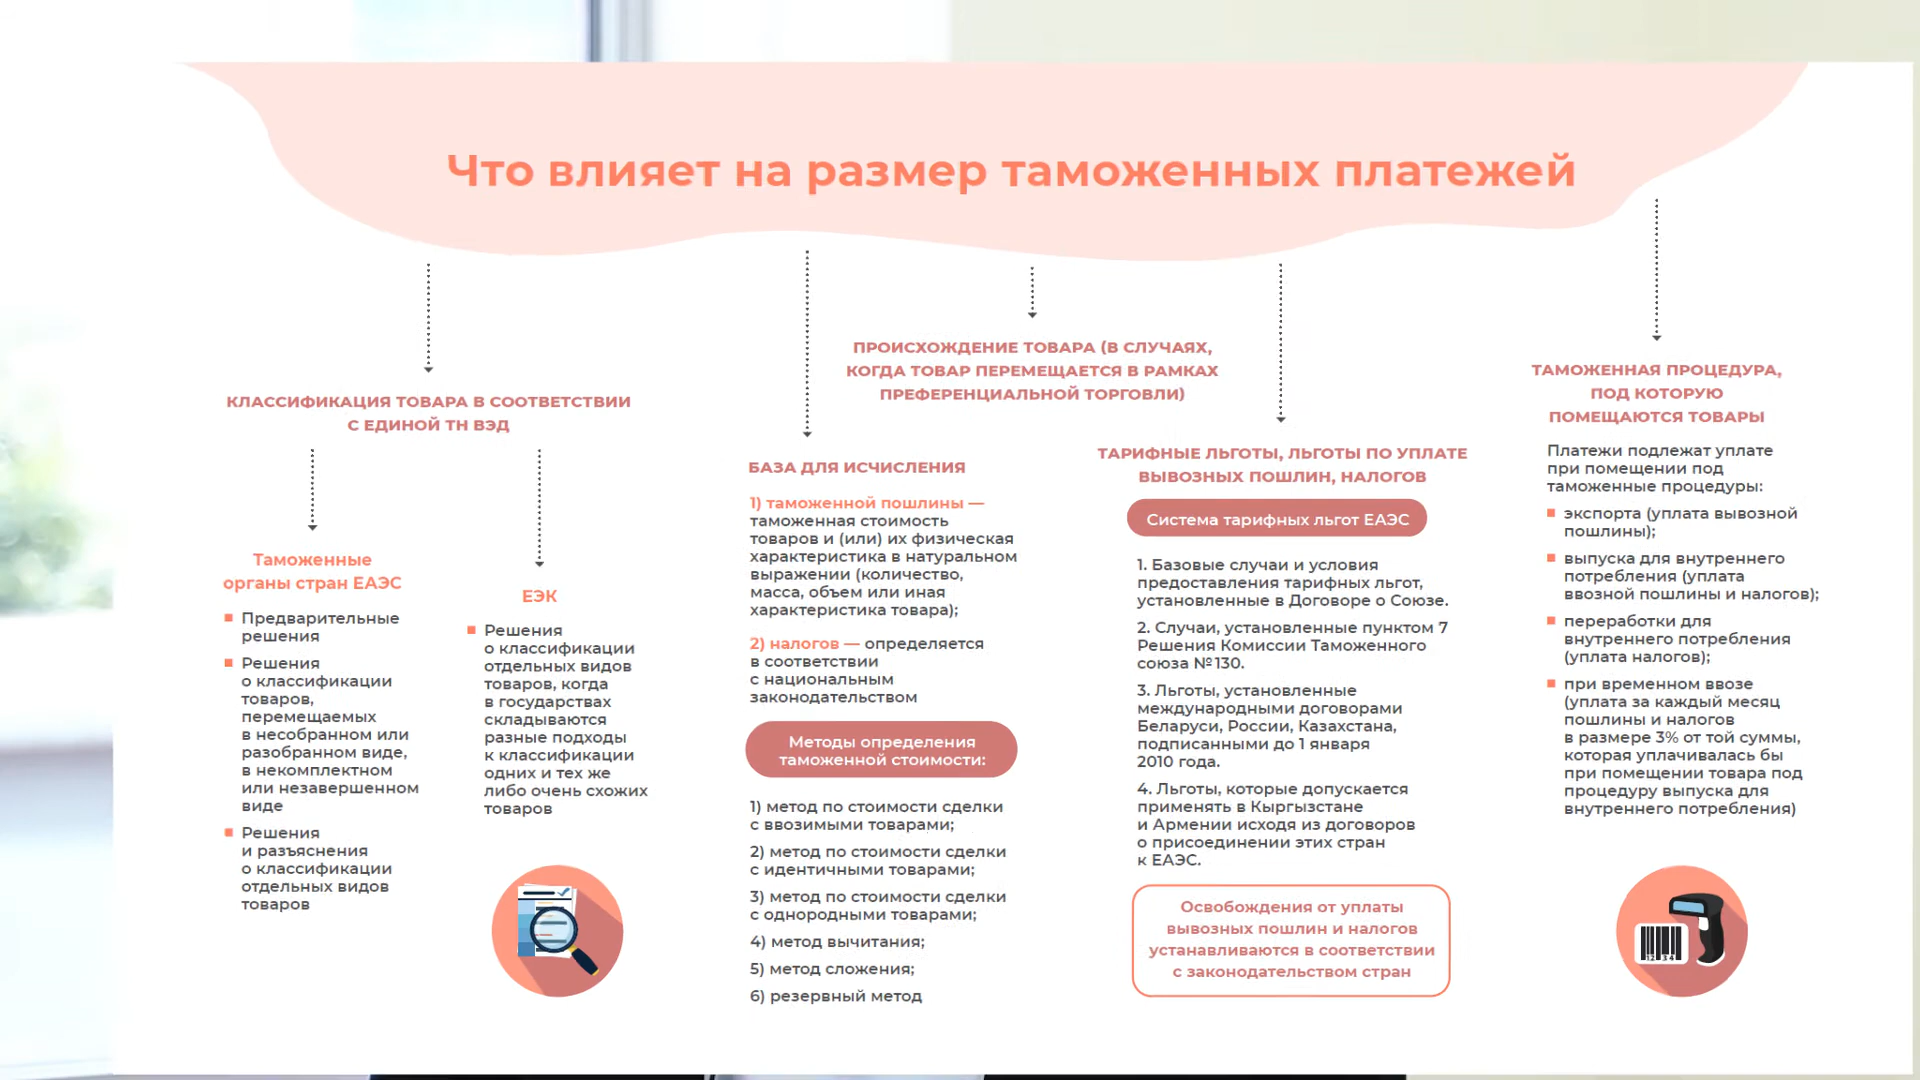 Что влияет на размер таможенных платежей
КЛАССИФИКАЦИЯ ТОВАРА В СООТВЕТСТВИИ
С ЕДИНОЙ ТН ВЭД
Таможенные
органы стран ЕАЭС
Предварительные
решения
Решения
о классификации
товаров,
перемещаемых
в несобранном или
разобранном виде,
в некомплектном
или незавершенном
виде
Решения
и разъяснения
о классификации
отдельных видов
товаров
ЕЭК
Решения
о классификации
отдельных видов
товаров, когда
в государствах
складываются
разные подходы
к классификации
одних и тех же
либо очень схожих
товаров
БАЗА ДЛЯ ИСЧИСЛЕНИЯ
1) таможенной пошлины —
таможенная стоимость
товаров и (или) их физическая
характеристика в натуральном
выражении (количество,
масса, объем или иная
характеристика товара);
2) налогов — определяется
в соответствии
с национальным
законодательством
Методы определения
таможенной стоимости:
1) метод по стоимости сделки
с ввозимыми товарами;
2) метод по стоимости сделки
с идентичными товарами;
3) метод по стоимости сделки
с однородными товарами;
4) метод вычитания;
5) метод сложения;
6) резервный метод
ПРОИСХОЖДЕНИЕ ТОВАРА (В СЛУЧАЯХ,
КОГДА ТОВАР ПЕРЕМЕЩАЕТСЯ В РАМКАХ
ПРЕФЕРЕНЦИАЛЬНОЙ ТОРГОВЛИ)
ТАРИФНЫЕ ЛЬГОТЫ, ЛЬГОТЫ ПО УПЛАТЕ
ВЫВОЗНЫХ ПОШЛИН, НАЛОГОВ
Система тарифных льгот ЕАЭС
1. Базовые случаи и условия
предоставления тарифных льгот,
установленные в Договоре о Союзе.
2. Случаи, установленные пунктом 7
Решения Комиссии Таможенного
союза № 130.
3. Льготы, установленные
международными договорами
Беларуси, России, Казахстана,
подписанными до 1 января
2010 года.
4. Льготы, которые допускается
применять в Кыргызстане
и Армении исходя из договоров
о присоединении этих стран
к ЕАЭС.
Освобождения от уплаты
вывозных пошлин и налогов
устанавливаются в соответствии
с законодательством стран
ТАМОЖЕННАЯ ПРОЦЕДУРА,
ПОД КОТОРУЮ
ПОМЕЩАЮТСЯ ТОВАРЫ
Платежи подлежат уплате
при помещении под
таможенные процедуры:
экспорта (уплата вывозной
пошлины);
выпуска для внутреннего
потребления (уплата
ввозной пошлины и налогов);
переработки для
внутреннего потребления
(уплата налогов);
при временном ввозе
(уплата за каждый месяц
пошлины и налогов
в размере 3% от той суммы,
которая уплачивалась бы
при помещении товара под
процедуру выпуска для
внутреннего потребления)
12 34